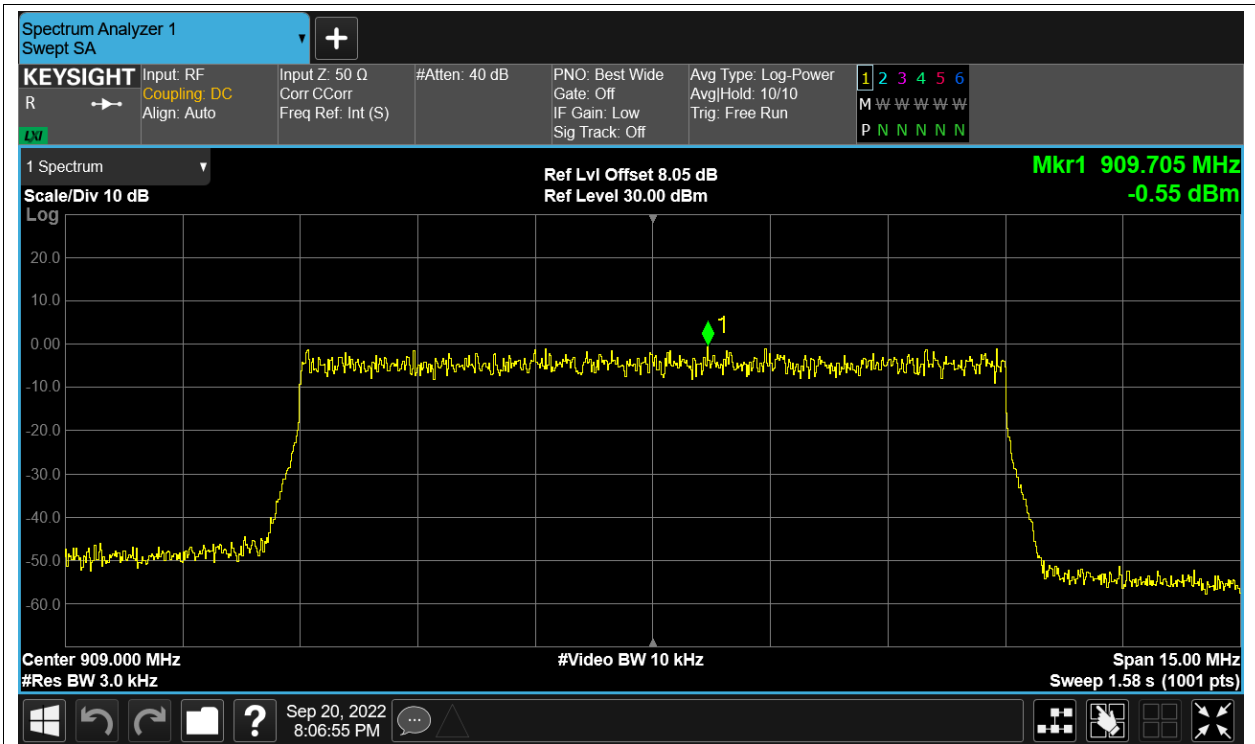 Spectrum Analyzer 1
Swept SA
KEYSIGHT
R
LXI
Input: RF
Coupling: DC
Align: Auto
Input Z: 50 Ω
Corr CCorr
Freq Ref: Int (S)
#Atten: 40 dB
PNO: Best Wide
Gate: Off
IF Gain: Low
Sig Track: Off
Avg Type: Log-Power
Avg|Hold: 10/10
Trig: Free Run
1 2 3 4 5 6
M W W W W W
P N N N N N
1 Spectrum
Scale/Div 10 dB
Log
Ref Lvl Offset 8.05 dB
Ref Level 30.00 dBm
Mkr1 909.705 MHz
-0.55 dBm
20.0
10.0
0.00
-10.0
-20.0
-30.0
-40.0
-50.0
-60.0
1
Center 909.000 MHz
#Res BW 3.0 kHz
#Video BW 10 kHz
Span 15.00 MHz
Sweep 1.58 s (1001 pts)
?
Sep 20, 2022
8:06:55 PM